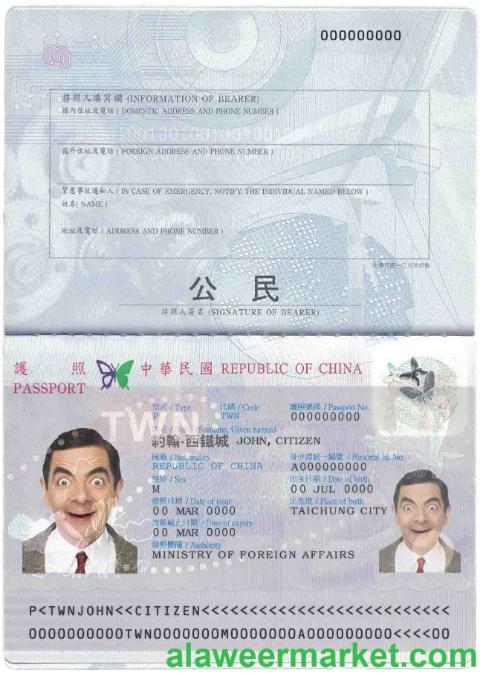 000000000
持照人填寫欄 (INFORMATION OF BEARER)
國內住址及電話 ( DOMESTIC ADDRESS AND PHONE NUMBER )
國外住址及電話 ( FOREIGN ADDRESS AND PHONE NUMBER )
緊急事故通知人 ( IN CASE OF EMERGENCY, NOTIFY THE INDIVIDUAL NAMED BELOW )
姓名( NAME )
地址及電話 ( ADDRESS AND PHONE NUMBER )
公民
持照人簽名 (SIGNATURE OF BEARER)
護照 中華民國 REPUBLIC OF CHINA
PASSPORT
TWN
型式 / Type 代碼 / Code 護照號碼 / Passport No.
P TWN 000000000
姓名 / Name (Surname, Given names)
約翰·西鐵城 JOHN, CITIZEN
國籍 / Nationality 身分證統一編號 / Personal Id. No.
REPUBLIC OF CHINA A000000000
性別 / Sex 出生日期 / Date of birth
M 00 JUL 0000
發照日期 / Date of issue 出生地 / Place of birth
00 MAR 0000 TAICHUNG CITY
效期截止日期 / Date of expiry
00 MAR 0000
發照機關 / Authority
MINISTRY OF FOREIGN AFFAIRS
P<TWNJOHN<<CITIZEN<<<<<<<<<<<<<<<<<<<<<<<<<<
0000000000TWN0000000M0000000A000000000<<<<00
alaweermarket.com